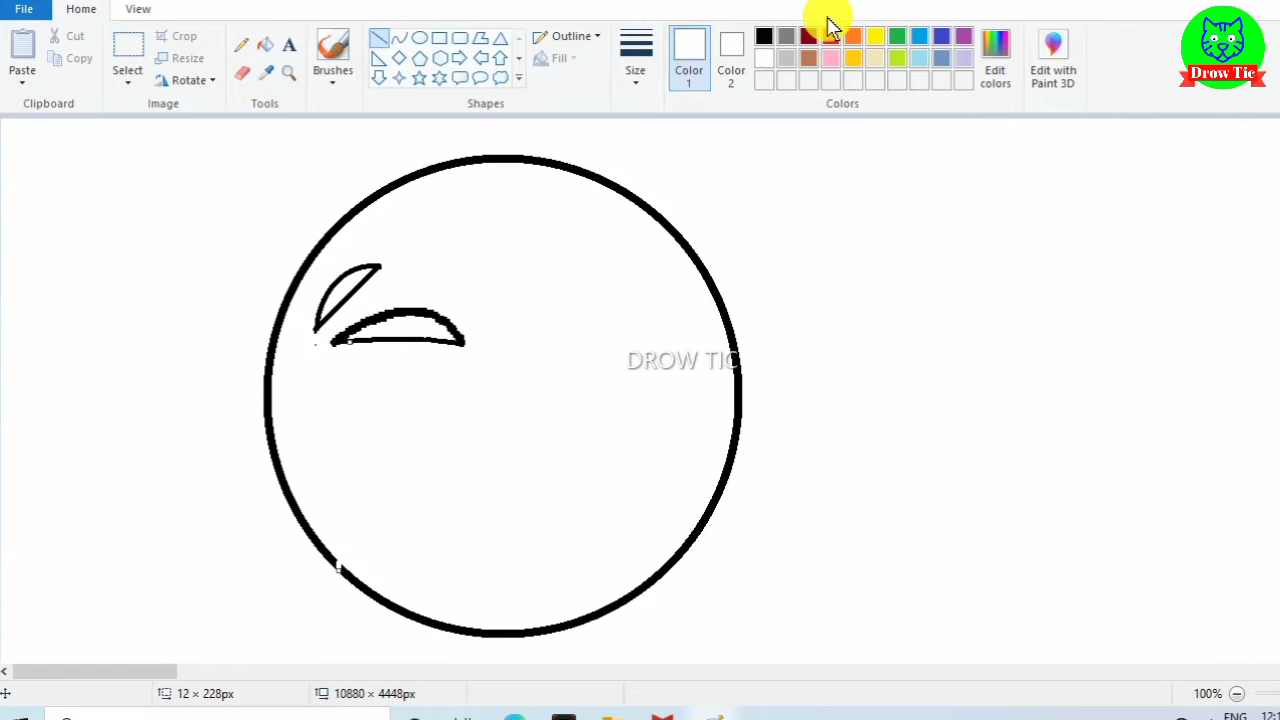 File Home View
Cut
Copy
Paste
Clipboard
Select
Crop
Resize
Rotate
Image
Tools
Brushes
Outline
Fill
Shapes
Size
Color 1
Color 2
Edit colors
Colors
Edit with Paint 3D
Drow Tic
DROW TIC
12 × 228px
10880 × 4448px
100%
ENG